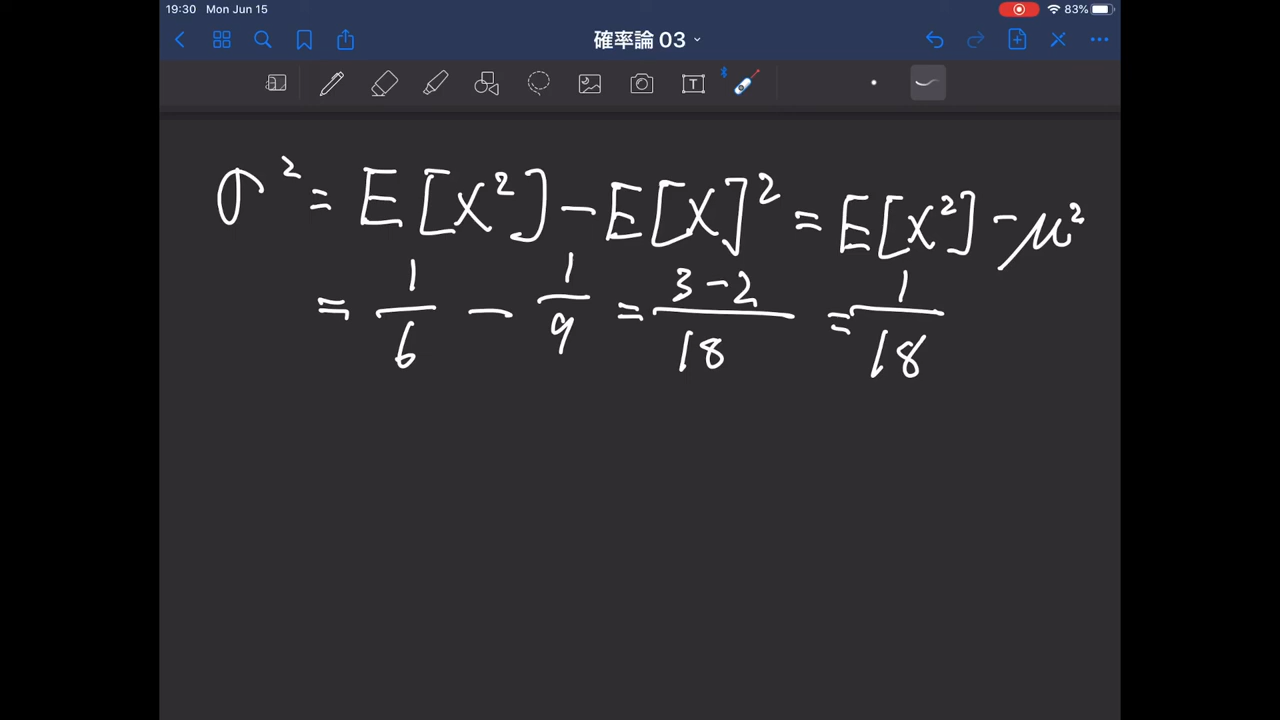 19:30 Mon Jun 15 83%
確率論 03
T
σ² = E[X²] - E[X]² = E[X²] - μ²
= 1/6 - 1/9 = (3-2)/18 = 1/18